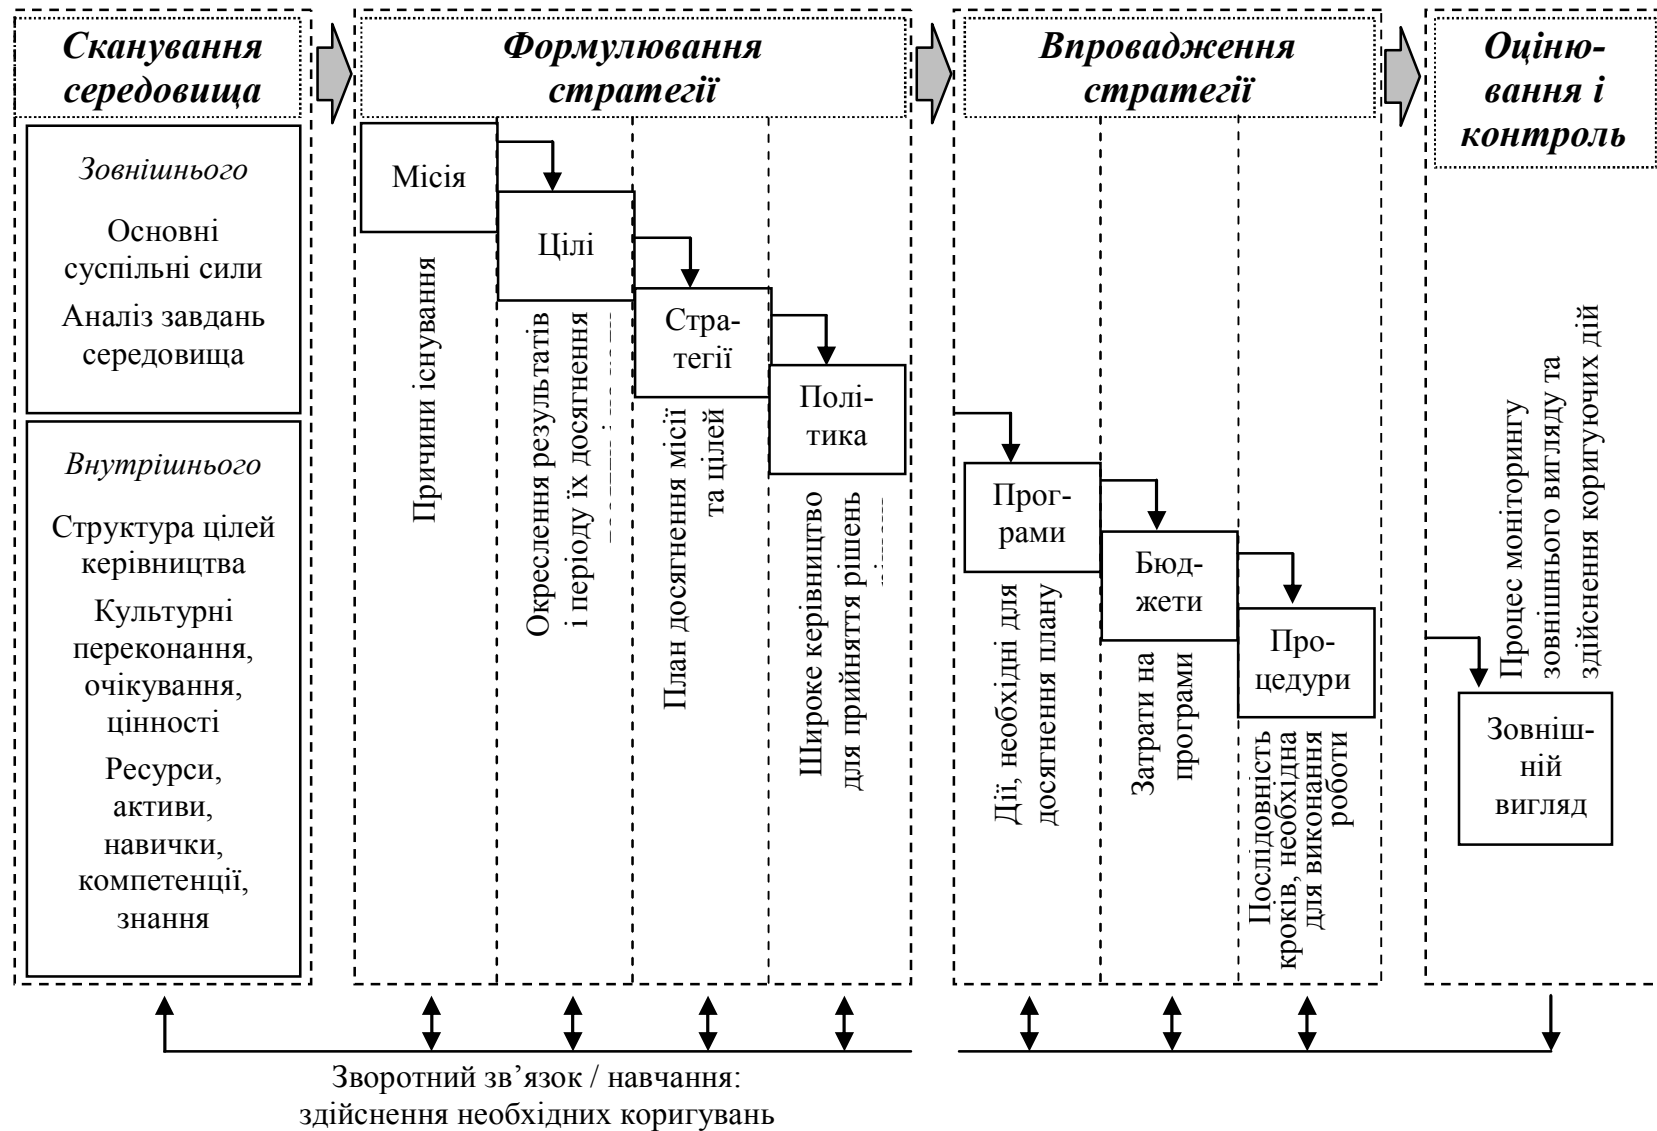 Сканування
середовища
Формулювання
стратегії
Впровадження
стратегії
Оціню-
вання і
контроль
Зовнішнього
Основні
суспільні сили
Аналіз завдань
середовища
Внутрішнього
Структура цілей
керівництва
Культурні
переконання,
очікування,
цінності
Ресурси,
активи,
навички,
компетенції,
знання
Місія
Причини існування
Цілі
Окреслення результатів
і періоду їх досягнення
Стра-
тегії
План досягнення місії
та цілей
Полі-
тика
Широке керівництво
для прийняття рішень
Прог-
рами
Дії, необхідні для
досягнення плану
Бюд-
жети
Затрати на
програми
Про-
цедури
Послідовність
кроків, необхідна
для виконання
роботи
Процес моніторингу
зовнішнього вигляду та
здійснення коригуючих дій
Зовніш-
ній
вигляд
Зворотний зв’язок / навчання:
здійснення необхідних коригувань